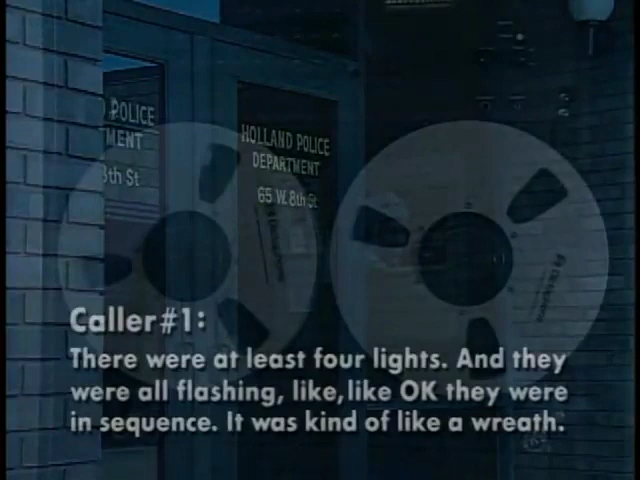 POLICE
MENT
8th St
HOLLAND POLICE
DEPARTMENT
65 W. 8th St
Caller #1:
There were at least four lights. And they
were all flashing, like, like OK they were
in sequence. It was kind of like a wreath.